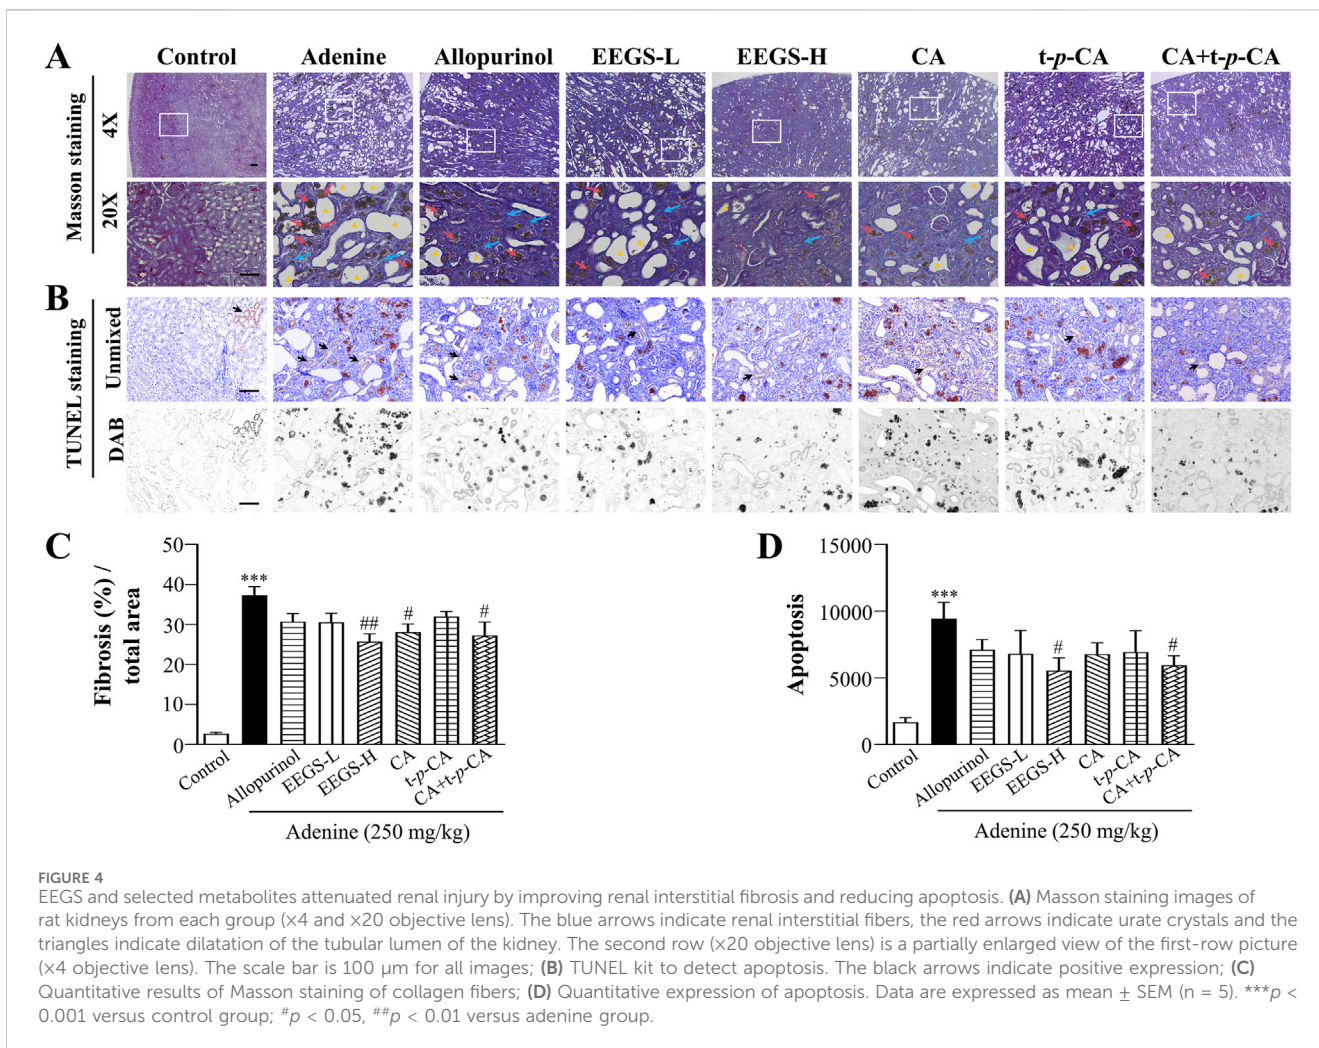 A
Control Adenine Allopurinol EEGS-L EEGS-H CA t-p-CA CA+t-p-CA
Masson staining
4X
20X
B
TUNEL staining
Unmixed
DAB
C
Fibrosis (%) /
total area
50
40
30
20
10
0
***
##
#
#
Control
Allopurinol
EEGS-L
EEGS-H
CA
t-p-CA
CA+t-p-CA
Adenine (250 mg/kg)
D
Apoptosis
15000
10000
5000
0
***
#
#
Control
Allopurinol
EEGS-L
EEGS-H
CA
t-p-CA
CA+t-p-CA
Adenine (250 mg/kg)
FIGURE 4
EEGS and selected metabolites attenuated renal injury by improving renal interstitial fibrosis and reducing apoptosis. (A) Masson staining images of
rat kidneys from each group (×4 and ×20 objective lens). The blue arrows indicate renal interstitial fibers, the red arrows indicate urate crystals and the
triangles indicate dilatation of the tubular lumen of the kidney. The second row (×20 objective lens) is a partially enlarged view of the first-row picture
(×4 objective lens). The scale bar is 100 μm for all images; (B) TUNEL kit to detect apoptosis. The black arrows indicate positive expression; (C)
Quantitative results of Masson staining of collagen fibers; (D) Quantitative expression of apoptosis. Data are expressed as mean ± SEM (n = 5). ***p <
0.001 versus control group; #p < 0.05, ##p < 0.01 versus adenine group.